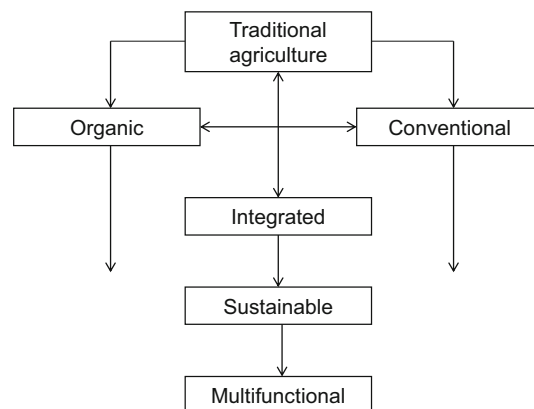 Traditional
agriculture
Organic
Conventional
Integrated
Sustainable
Multifunctional